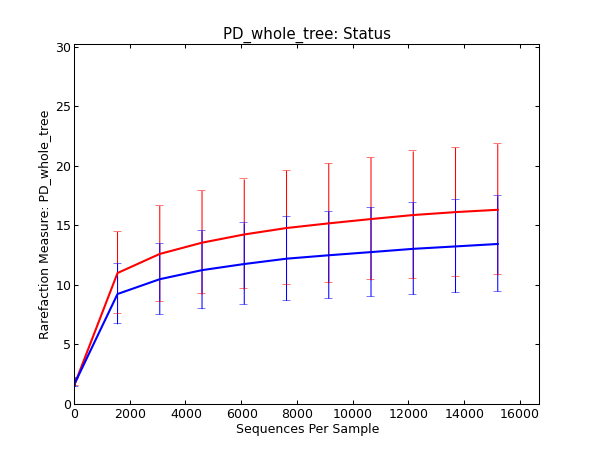 PD_whole_tree: Status
Rarefaction Measure: PD_whole_tree
30
25
20
15
10
5
0
0 2000 4000 6000 8000 10000 12000 14000 16000
Sequences Per Sample